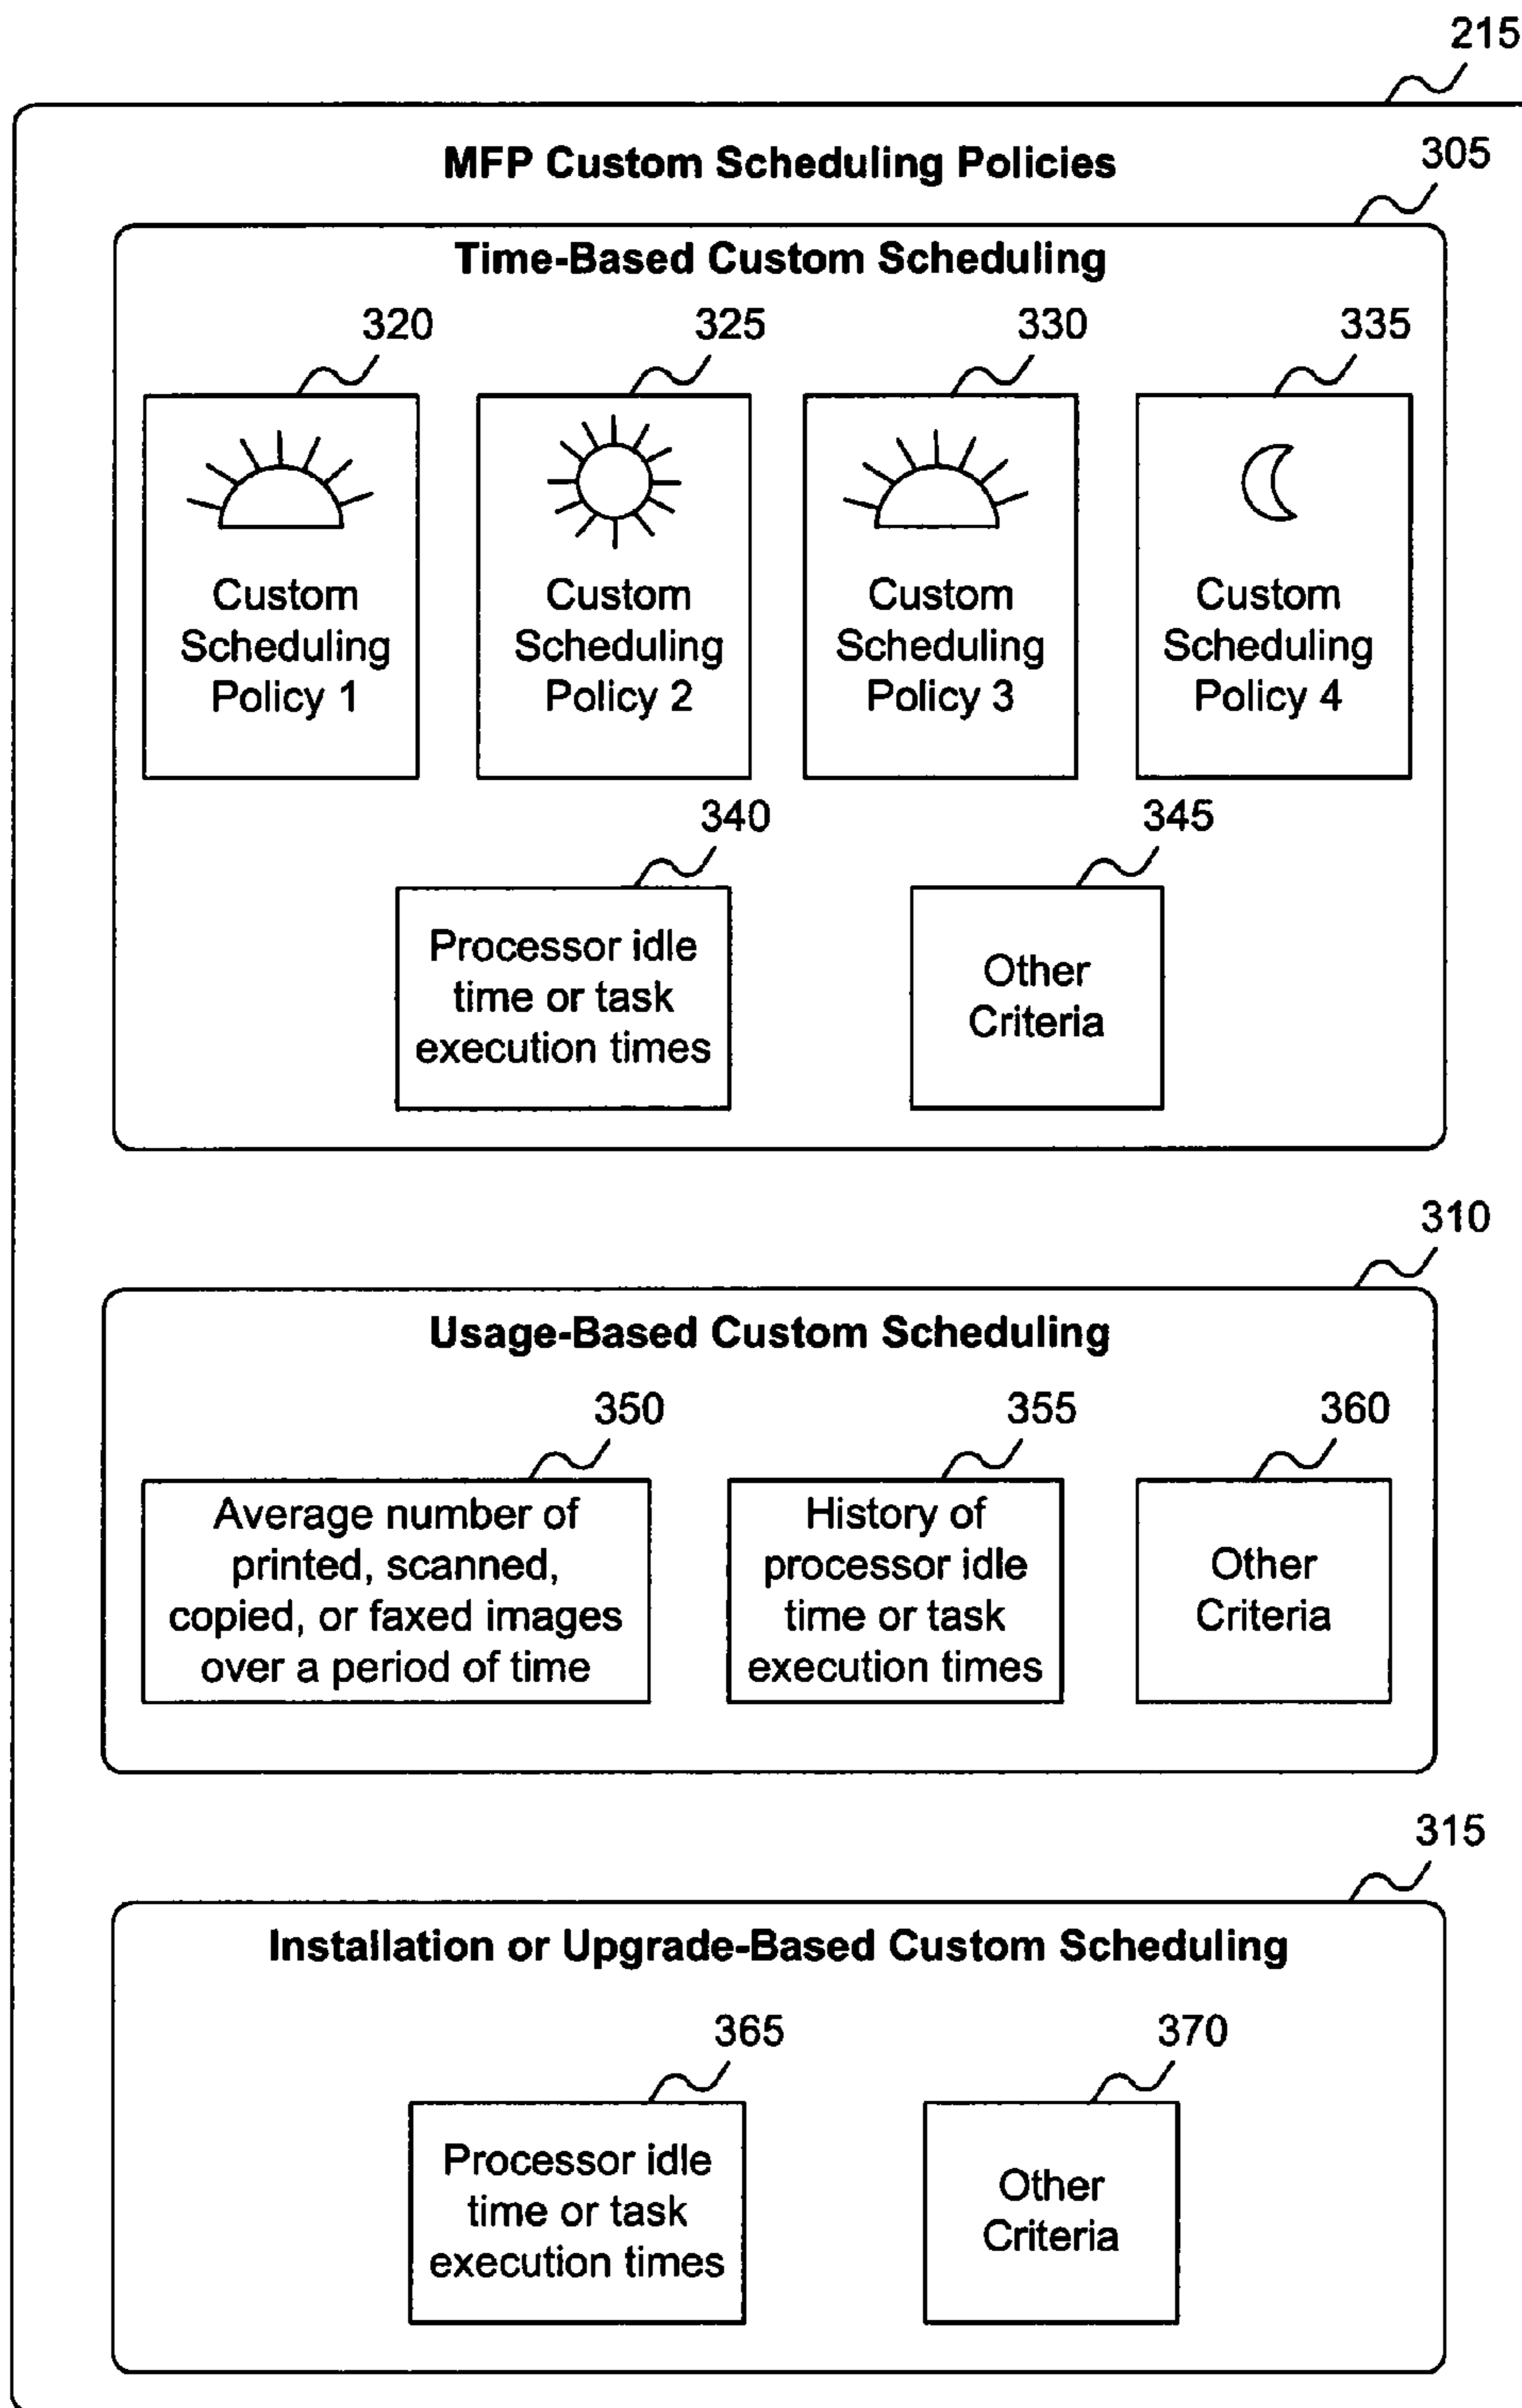 215
MFP Custom Scheduling Policies
305
Time-Based Custom Scheduling
320
325
330
335
Custom
Scheduling
Policy 1
Custom
Scheduling
Policy 2
Custom
Scheduling
Policy 3
Custom
Scheduling
Policy 4
340
345
Processor idle
time or task
execution times
Other
Criteria
310
Usage-Based Custom Scheduling
350
355
360
Average number of
printed, scanned,
copied, or faxed images
over a period of time
History of
processor idle
time or task
execution times
Other
Criteria
315
Installation or Upgrade-Based Custom Scheduling
365
370
Processor idle
time or task
execution times
Other
Criteria